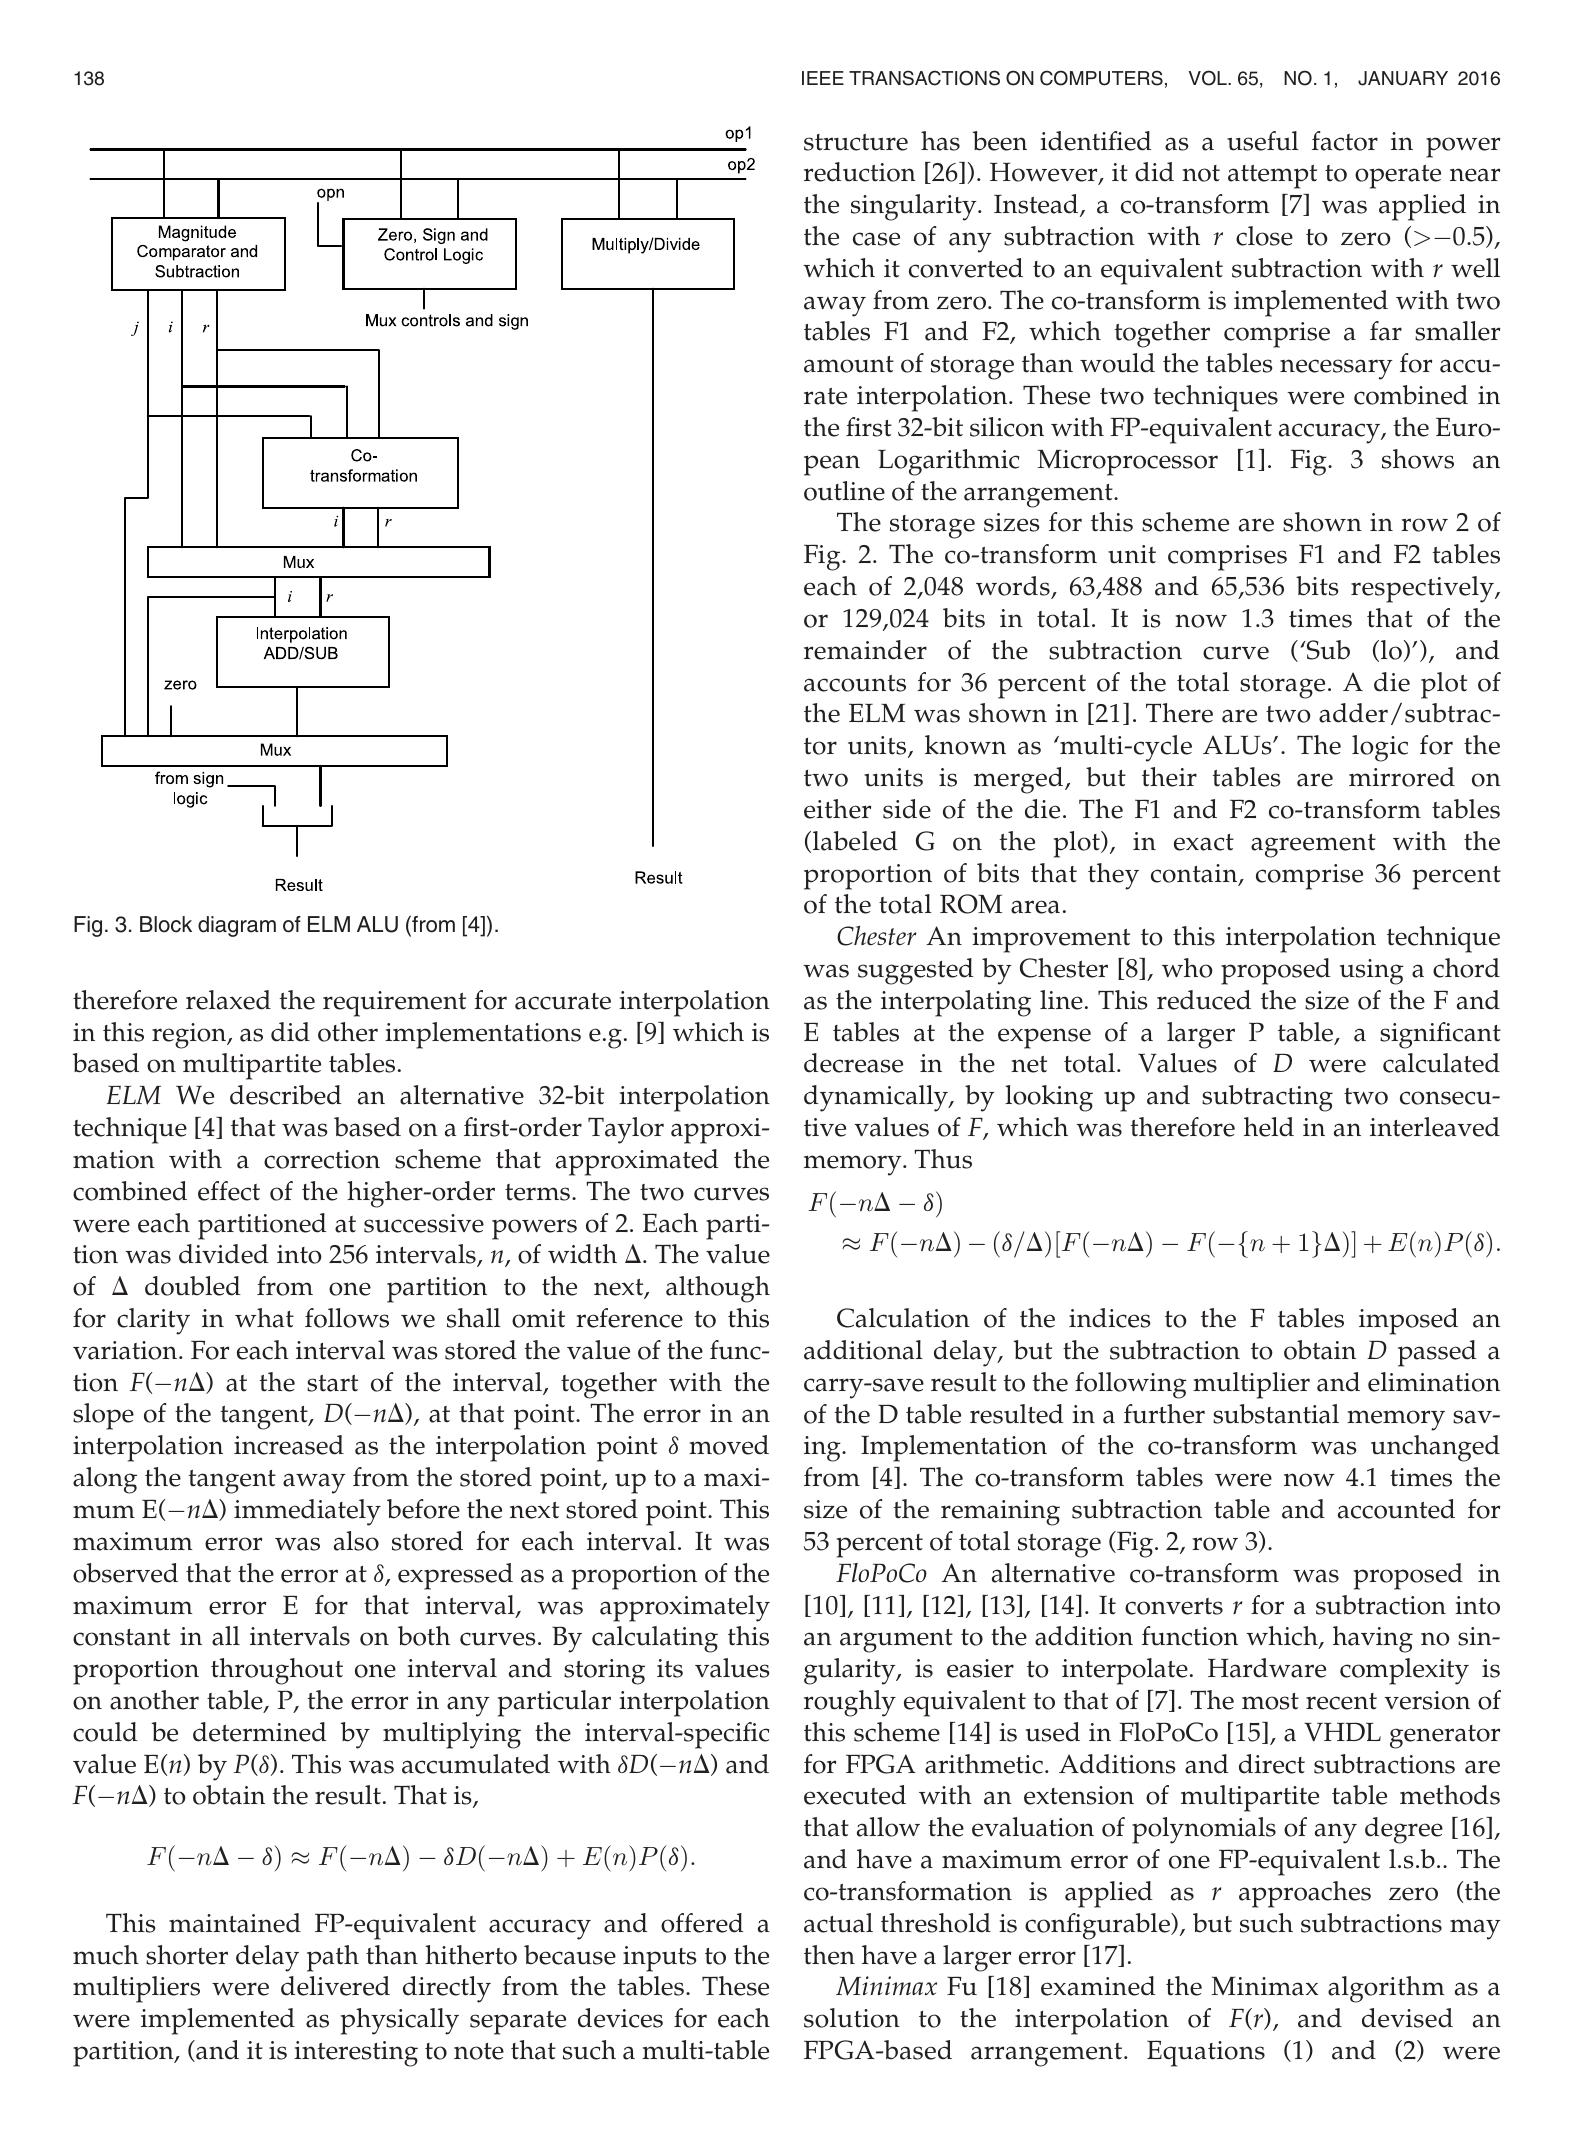 138
IEEE TRANSACTIONS ON COMPUTERS, VOL. 65, NO. 1, JANUARY 2016
op1
op2
opn
Magnitude
Comparator and
Subtraction
Zero, Sign and
Control Logic
Multiply/Divide
Mux controls and sign
j i r
Co-
transformation
i r
Mux
i r
Interpolation
ADD/SUB
zero
Mux
from sign
logic
Result
Result
Fig. 3. Block diagram of ELM ALU (from [4]).
therefore relaxed the requirement for accurate interpolation
in this region, as did other implementations e.g. [9] which is
based on multipartite tables.
ELM We described an alternative 32-bit interpolation
technique [4] that was based on a first-order Taylor approxi-
mation with a correction scheme that approximated the
combined effect of the higher-order terms. The two curves
were each partitioned at successive powers of 2. Each parti-
tion was divided into 256 intervals, n, of width Δ. The value
of Δ doubled from one partition to the next, although
for clarity in what follows we shall omit reference to this
variation. For each interval was stored the value of the func-
tion F(−nΔ) at the start of the interval, together with the
slope of the tangent, D(−nΔ), at that point. The error in an
interpolation increased as the interpolation point δ moved
along the tangent away from the stored point, up to a maxi-
mum E(−nΔ) immediately before the next stored point. This
maximum error was also stored for each interval. It was
observed that the error at δ, expressed as a proportion of the
maximum error E for that interval, was approximately
constant in all intervals on both curves. By calculating this
proportion throughout one interval and storing its values
on another table, P, the error in any particular interpolation
could be determined by multiplying the interval-specific
value E(n) by P(δ). This was accumulated with δD(−nΔ) and
F(−nΔ) to obtain the result. That is,
F(−nΔ − δ) ≈ F(−nΔ) − δD(−nΔ) + E(n)P(δ).
This maintained FP-equivalent accuracy and offered a
much shorter delay path than hitherto because inputs to the
multipliers were delivered directly from the tables. These
were implemented as physically separate devices for each
partition, (and it is interesting to note that such a multi-table
structure has been identified as a useful factor in power
reduction [26]). However, it did not attempt to operate near
the singularity. Instead, a co-transform [7] was applied in
the case of any subtraction with r close to zero (>−0.5),
which it converted to an equivalent subtraction with r well
away from zero. The co-transform is implemented with two
tables F1 and F2, which together comprise a far smaller
amount of storage than would the tables necessary for accu-
rate interpolation. These two techniques were combined in
the first 32-bit silicon with FP-equivalent accuracy, the Euro-
pean Logarithmic Microprocessor [1]. Fig. 3 shows an
outline of the arrangement.
The storage sizes for this scheme are shown in row 2 of
Fig. 2. The co-transform unit comprises F1 and F2 tables
each of 2,048 words, 63,488 and 65,536 bits respectively,
or 129,024 bits in total. It is now 1.3 times that of the
remainder of the subtraction curve (‘Sub (lo)’), and
accounts for 36 percent of the total storage. A die plot of
the ELM was shown in [21]. There are two adder/subtrac-
tor units, known as ‘multi-cycle ALUs’. The logic for the
two units is merged, but their tables are mirrored on
either side of the die. The F1 and F2 co-transform tables
(labeled G on the plot), in exact agreement with the
proportion of bits that they contain, comprise 36 percent
of the total ROM area.
Chester An improvement to this interpolation technique
was suggested by Chester [8], who proposed using a chord
as the interpolating line. This reduced the size of the F and
E tables at the expense of a larger P table, a significant
decrease in the net total. Values of D were calculated
dynamically, by looking up and subtracting two consecu-
tive values of F, which was therefore held in an interleaved
memory. Thus
F(−nΔ − δ)
≈ F(−nΔ) − (δ/Δ)[F(−nΔ) − F(−{n + 1}Δ)] + E(n)P(δ).
Calculation of the indices to the F tables imposed an
additional delay, but the subtraction to obtain D passed a
carry-save result to the following multiplier and elimination
of the D table resulted in a further substantial memory sav-
ing. Implementation of the co-transform was unchanged
from [4]. The co-transform tables were now 4.1 times the
size of the remaining subtraction table and accounted for
53 percent of total storage (Fig. 2, row 3).
FloPoCo An alternative co-transform was proposed in
[10], [11], [12], [13], [14]. It converts r for a subtraction into
an argument to the addition function which, having no sin-
gularity, is easier to interpolate. Hardware complexity is
roughly equivalent to that of [7]. The most recent version of
this scheme [14] is used in FloPoCo [15], a VHDL generator
for FPGA arithmetic. Additions and direct subtractions are
executed with an extension of multipartite table methods
that allow the evaluation of polynomials of any degree [16],
and have a maximum error of one FP-equivalent l.s.b.. The
co-transformation is applied as r approaches zero (the
actual threshold is configurable), but such subtractions may
then have a larger error [17].
Minimax Fu [18] examined the Minimax algorithm as a
solution to the interpolation of F(r), and devised an
FPGA-based arrangement. Equations (1) and (2) were